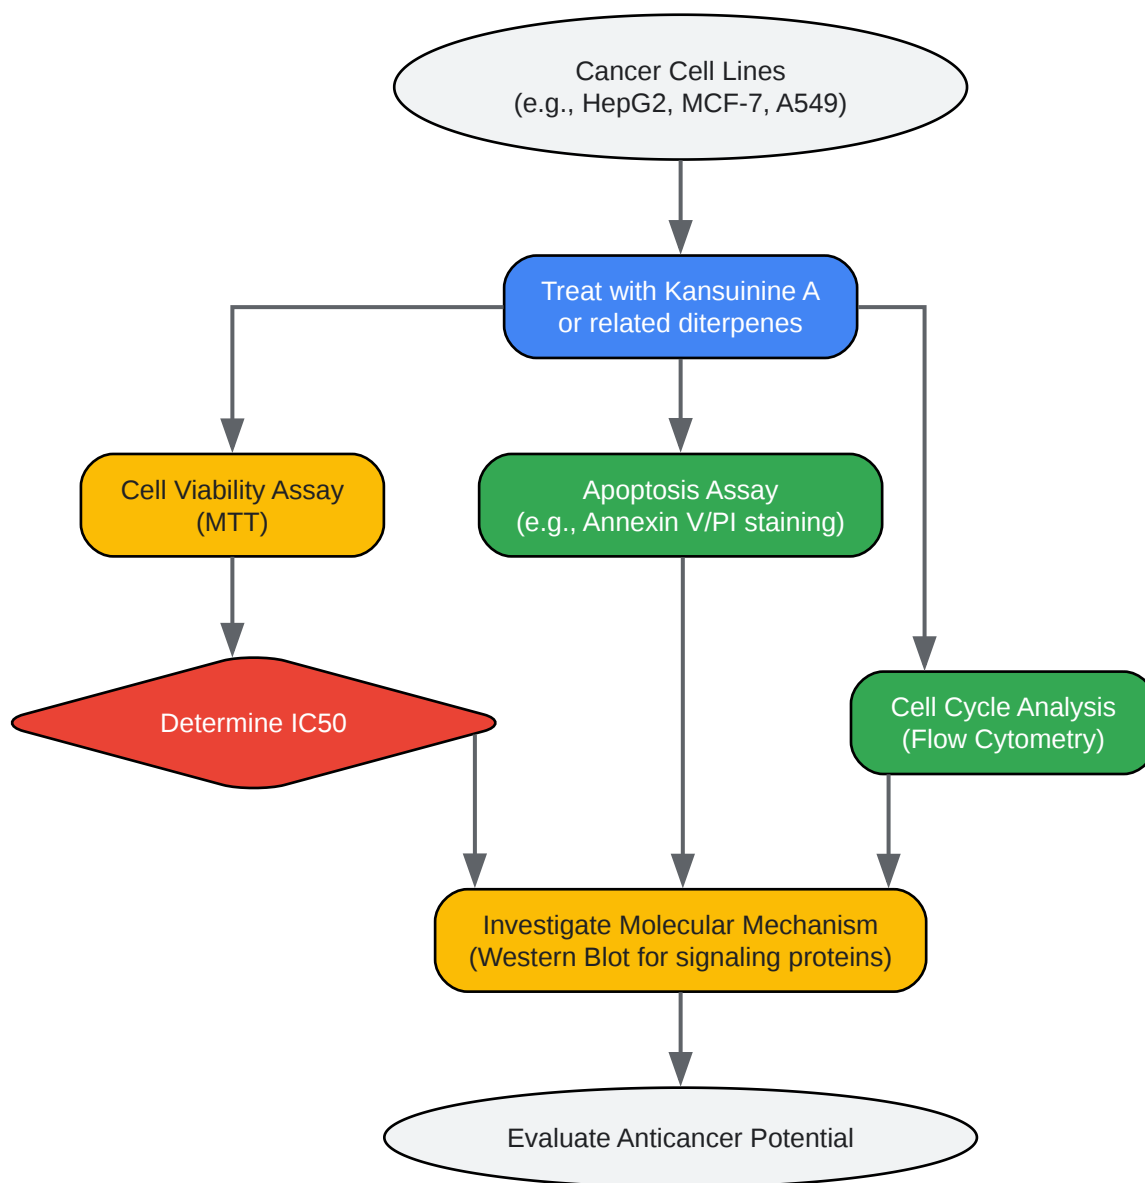 Cancer Cell Lines
(e.g., HepG2, MCF-7, A549)
Treat with Kansuinine A
or related diterpenes
Cell Viability Assay
(MTT)
Apoptosis Assay
(e.g., Annexin V/PI staining)
Determine IC50
Cell Cycle Analysis
(Flow Cytometry)
Investigate Molecular Mechanism
(Western Blot for signaling proteins)
Evaluate Anticancer Potential